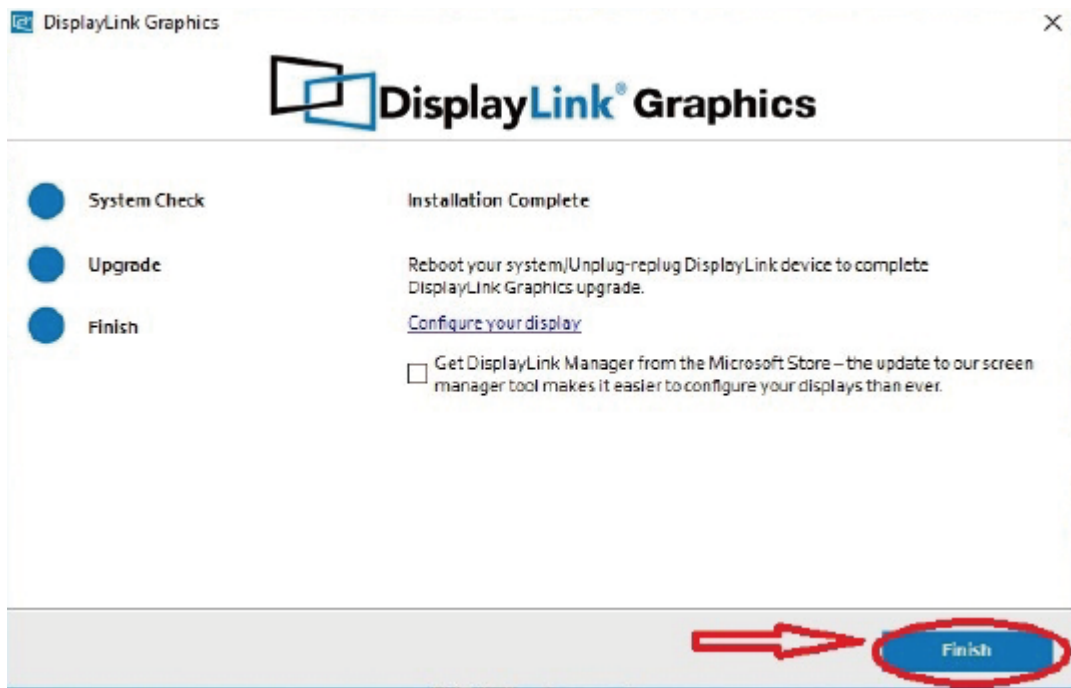 DisplayLink Graphics
DisplayLink® Graphics
System Check
Installation Complete
Upgrade
Reboot your system/Unplug-replug DisplayLink device to complete
DisplayLink Graphics upgrade.
Finish
Configure your display
Get DisplayLink Manager from the Microsoft Store – the update to our screen
manager tool makes it easier to configure your displays than ever.
Finish